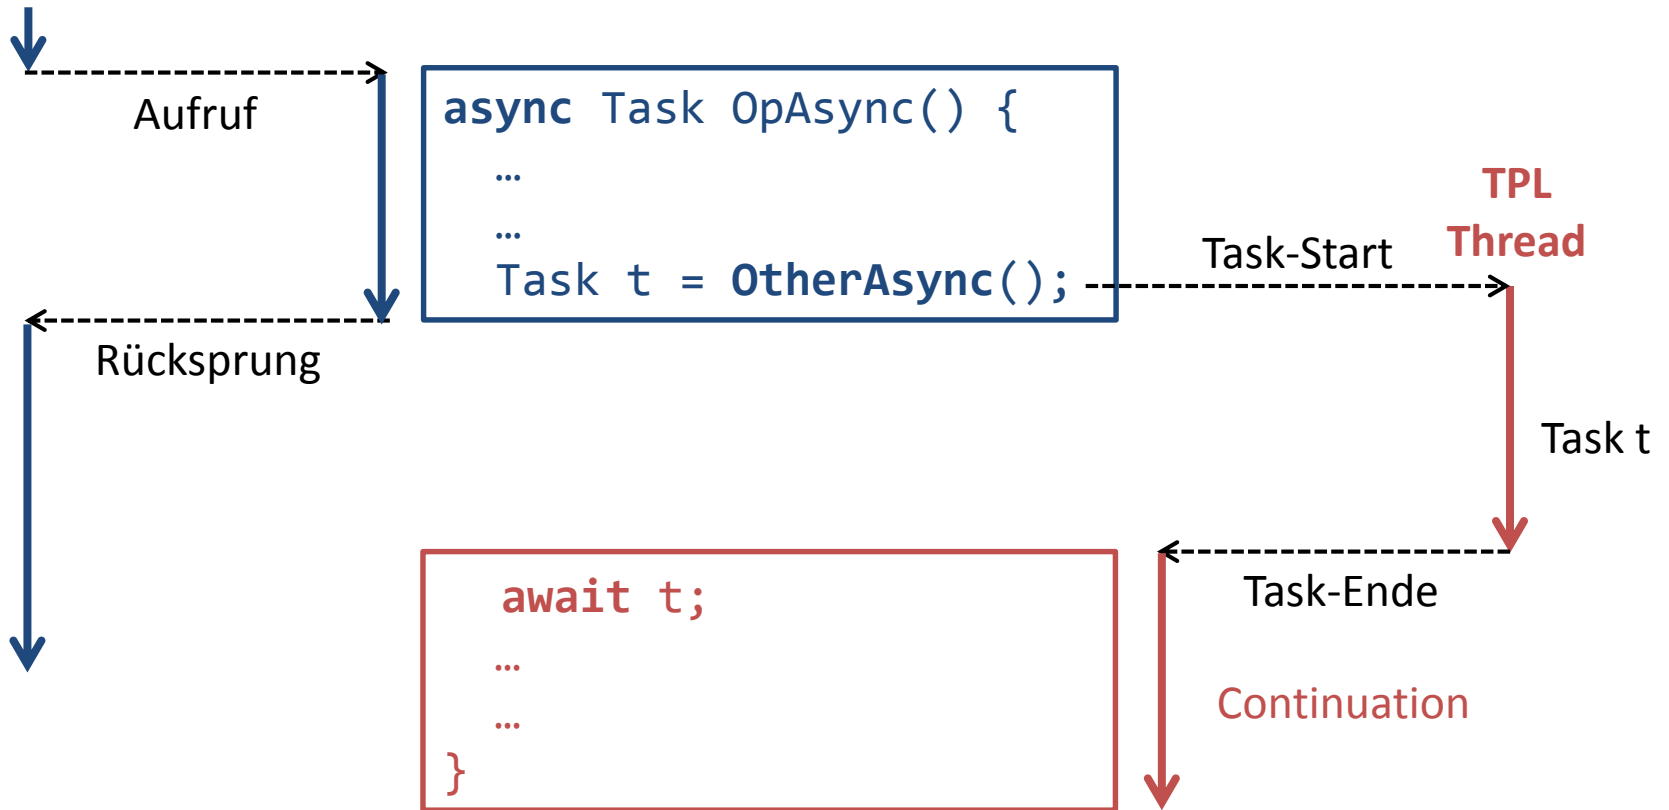 Aufruf
async Task OpAsync() {
…
…
Task t = OtherAsync();
TPL
Thread
Task-Start
Rücksprung
Task t
await t;
…
…
}
Task-Ende
Continuation